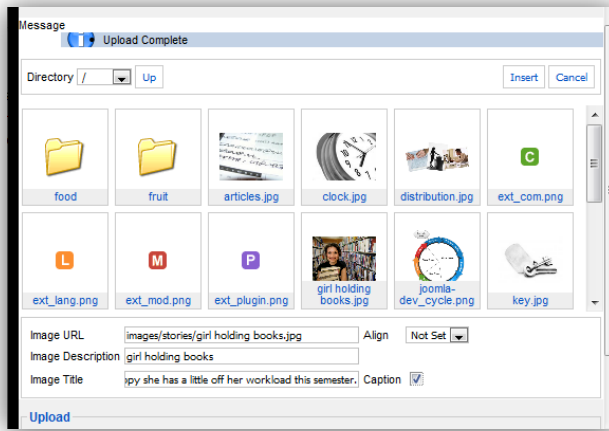 Message
Upload Complete
Directory / Up Insert Cancel
food fruit articles.jpg clock.jpg distribution.jpg ext_com.png
C
L M P
ext_lang.png ext_mod.png ext_plugin.png girl holding books.jpg joomla-dev_cycle.png key.jpg
Image URL images/stories/girl holding books.jpg Align Not Set
Image Description girl holding books
Image Title opy she has a little off her workload this semester. Caption
Upload